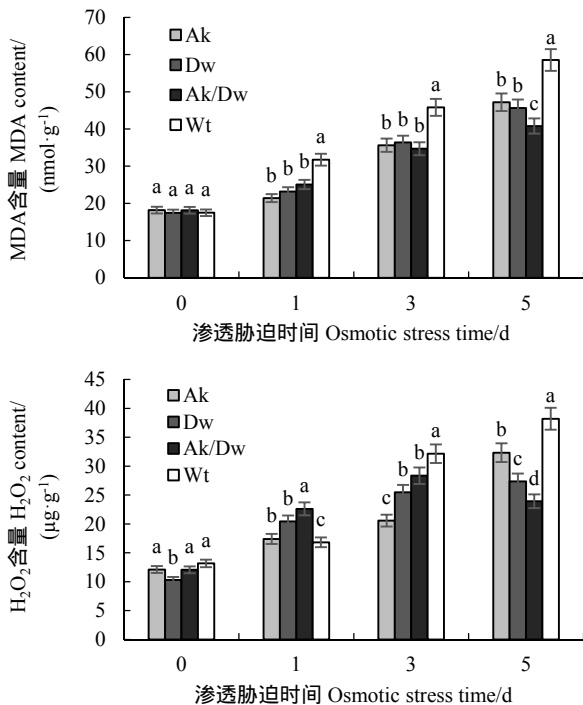 MDA含量 MDA content/
(nmol·g⁻¹)
70
60
50
40
30
20
10
0
Ak
Dw
Ak/Dw
Wt
a a a a
b b b a
b b b a
b b c a
0 1 3 5
渗透胁迫时间 Osmotic stress time/d
H₂O₂含量 H₂O₂ content/
(μg·g⁻¹)
45
40
35
30
25
20
15
10
5
0
Ak
Dw
Ak/Dw
Wt
a b a a
b b a c
c b b a
b c d a
0 1 3 5
渗透胁迫时间 Osmotic stress time/d